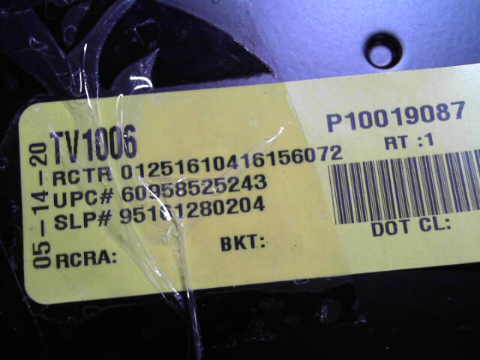 05-14-20
TV1006
P10019087
RT :1
RCTR 01251610416156072
UPC# 60958525243
SLP# 95161280204
RCRA:
BKT:
DOT CL: